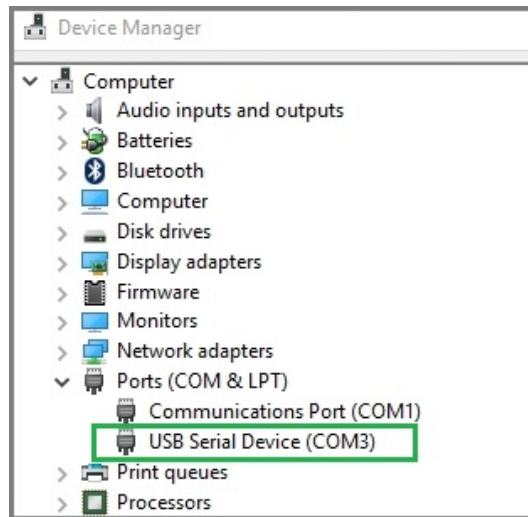 Device Manager
Computer
Audio inputs and outputs
Batteries
Bluetooth
Computer
Disk drives
Display adapters
Firmware
Monitors
Network adapters
Ports (COM & LPT)
Communications Port (COM1)
USB Serial Device (COM3)
Print queues
Processors